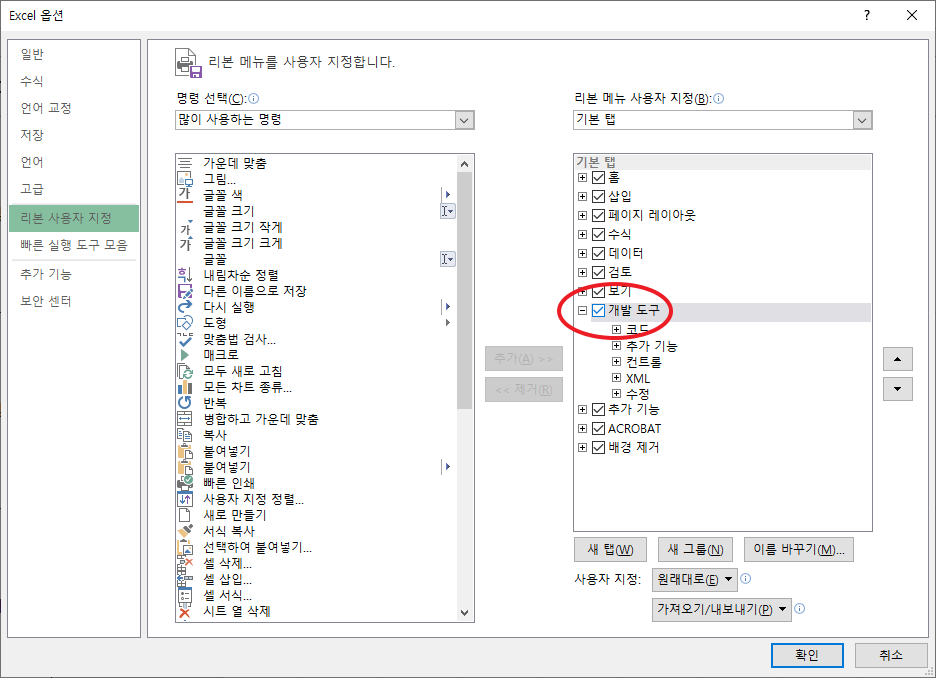 Excel 옵션
?
일반
수식
언어 교정
저장
언어
고급
리본 사용자 지정
빠른 실행 도구 모음
추가 기능
보안 센터
리본 메뉴를 사용자 지정합니다.
명령 선택(C):
많이 사용하는 명령
가운데 맞춤
그림...
글꼴 색
글꼴 크기
글꼴 크기 작게
글꼴 크기 크게
글꼴
내림차순 정렬
다른 이름으로 저장
다시 실행
도형
맞춤법 검사...
매크로
모두 새로 고침
모든 차트 종류...
반복
병합하고 가운데 맞춤
복사
붙여넣기
붙여넣기
빠른 인쇄
사용자 지정 정렬...
새로 만들기
서식 복사
선택하여 붙여넣기...
셀 삭제...
셀 삽입...
셀 서식...
시트 열 삭제
추가(A) >>
<< 제거(R)
리본 메뉴 사용자 지정(B):
기본 탭
기본 탭
홈
삽입
페이지 레이아웃
수식
데이터
검토
보기
개발 도구
코드
추가 기능
컨트롤
XML
수정
추가 기능
ACROBAT
배경 제거
새 탭(W) 새 그룹(N) 이름 바꾸기(M)...
사용자 지정: 원래대로(E)
가져오기/내보내기(P)
확인 취소